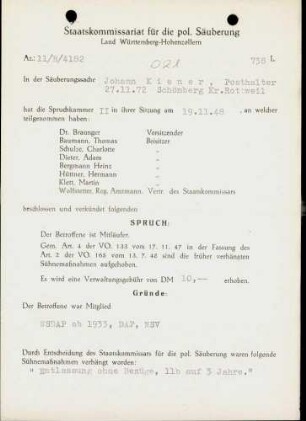 Staatskommissariat für die pol. Säuberung
Land Württemberg-Hohenzollern
Az: 11/R/4182 021 738 L
In der Säuberungssache: Johann Kiener, Posthalter
27.11.72 Schömberg Kr.Rottweil
hat die Spruchkammer II in ihrer Sitzung am 19.11.48, an welcher
teilgenommen haben:
Dr. Braunger Vorsitzender
Baumann, Thomas Beisitzer
Schulze, Charlotte "
Dieter, Adam "
Bergmann Heinz "
Hüttner, Hermann "
Klett, Martin "
Wolfsetter, Reg. Amtmann, Vertr. des Staatskommissars
beschlossen und verkündet folgenden
SPRUCH:
Der Betroffene ist Mitläufer.
Gem. Art. 4 der VO. 133 vom 17. 11. 47 in der Fassung des
Art. 2 der VO. 165 vom 13. 7. 48 sind die früher verhängten
Sühnemaßnahmen aufgehoben.
Es wird eine Verwaltungsgebühr von DM 10,-- erhoben.
Gründe:
Der Betroffene war Mitglied
NSDAP ab 1933, DAF, NSV
Durch Entscheidung des Staatskommissars für die pol. Säuberung waren folgende
Sühnemaßnahmen verhängt worden:
" Entlassung ohne Bezüge, 11b auf 3 Jahre."